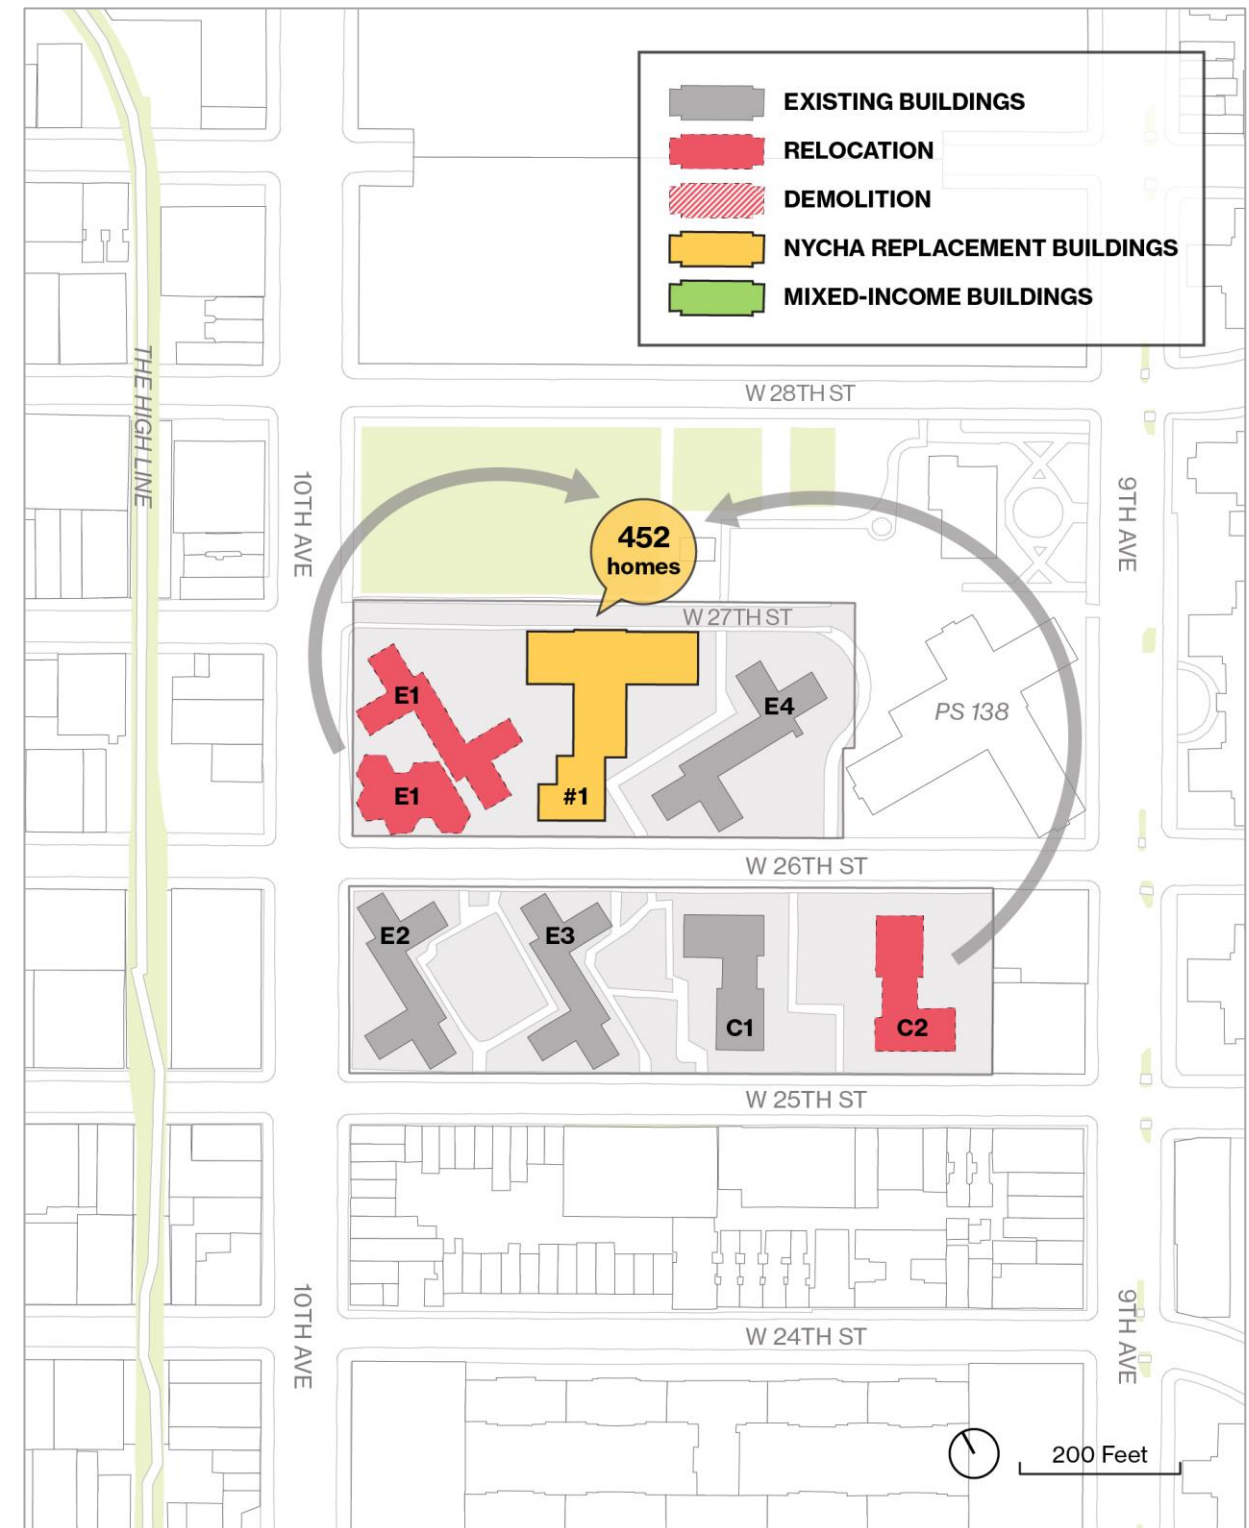 EXISTING BUILDINGS
RELOCATION
DEMOLITION
NYCHA REPLACEMENT BUILDINGS
MIXED-INCOME BUILDINGS
W 28TH ST
THE HIGH LINE
10TH AVE
9TH AVE
452
homes
W 27TH ST
E1
E4
PS 138
E1
#1
W 26TH ST
E2
E3
C1
C2
W 25TH ST
10TH AVE
9TH AVE
W 24TH ST
200 Feet